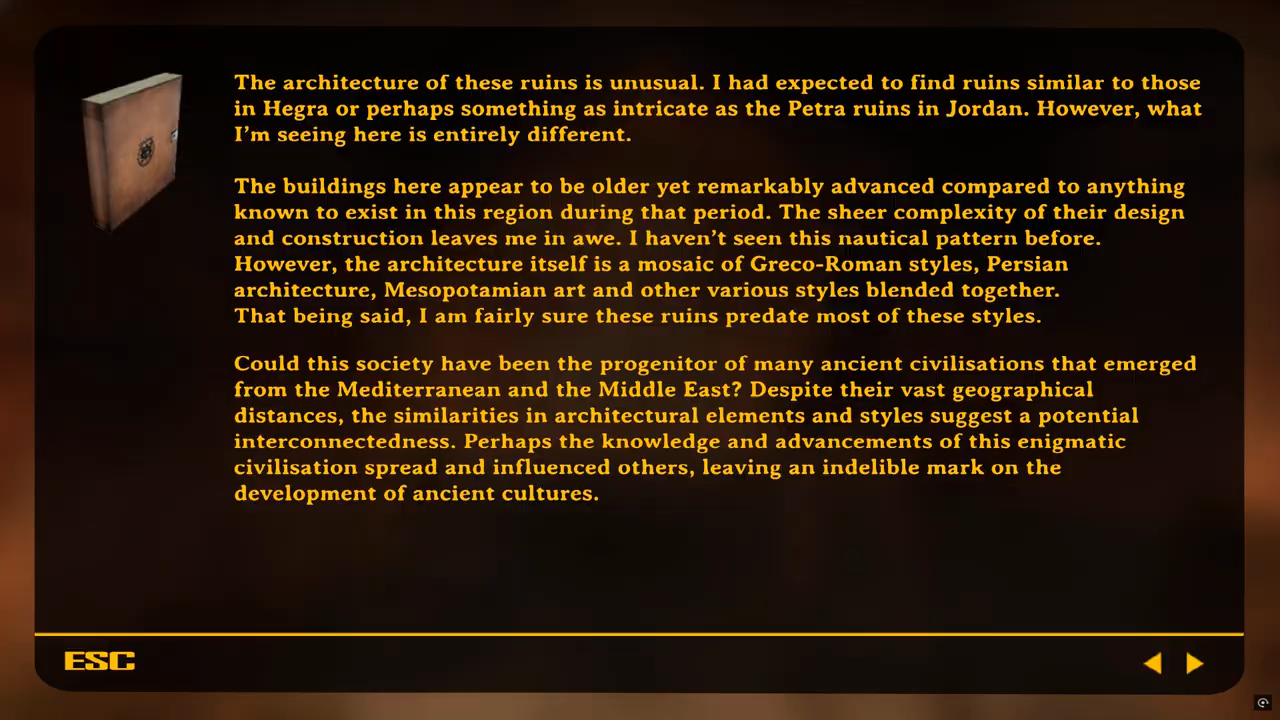 The architecture of these ruins is unusual. I had expected to find ruins similar to those
in Hegra or perhaps something as intricate as the Petra ruins in Jordan. However, what
I'm seeing here is entirely different.
The buildings here appear to be older yet remarkably advanced compared to anything
known to exist in this region during that period. The sheer complexity of their design
and construction leaves me in awe. I haven't seen this nautical pattern before.
However, the architecture itself is a mosaic of Greco-Roman styles, Persian
architecture, Mesopotamian art and other various styles blended together.
That being said, I am fairly sure these ruins predate most of these styles.
Could this society have been the progenitor of many ancient civilisations that emerged
from the Mediterranean and the Middle East? Despite their vast geographical
distances, the similarities in architectural elements and styles suggest a potential
interconnectedness. Perhaps the knowledge and advancements of this enigmatic
civilisation spread and influenced others, leaving an indelible mark on the
development of ancient cultures.
ESC